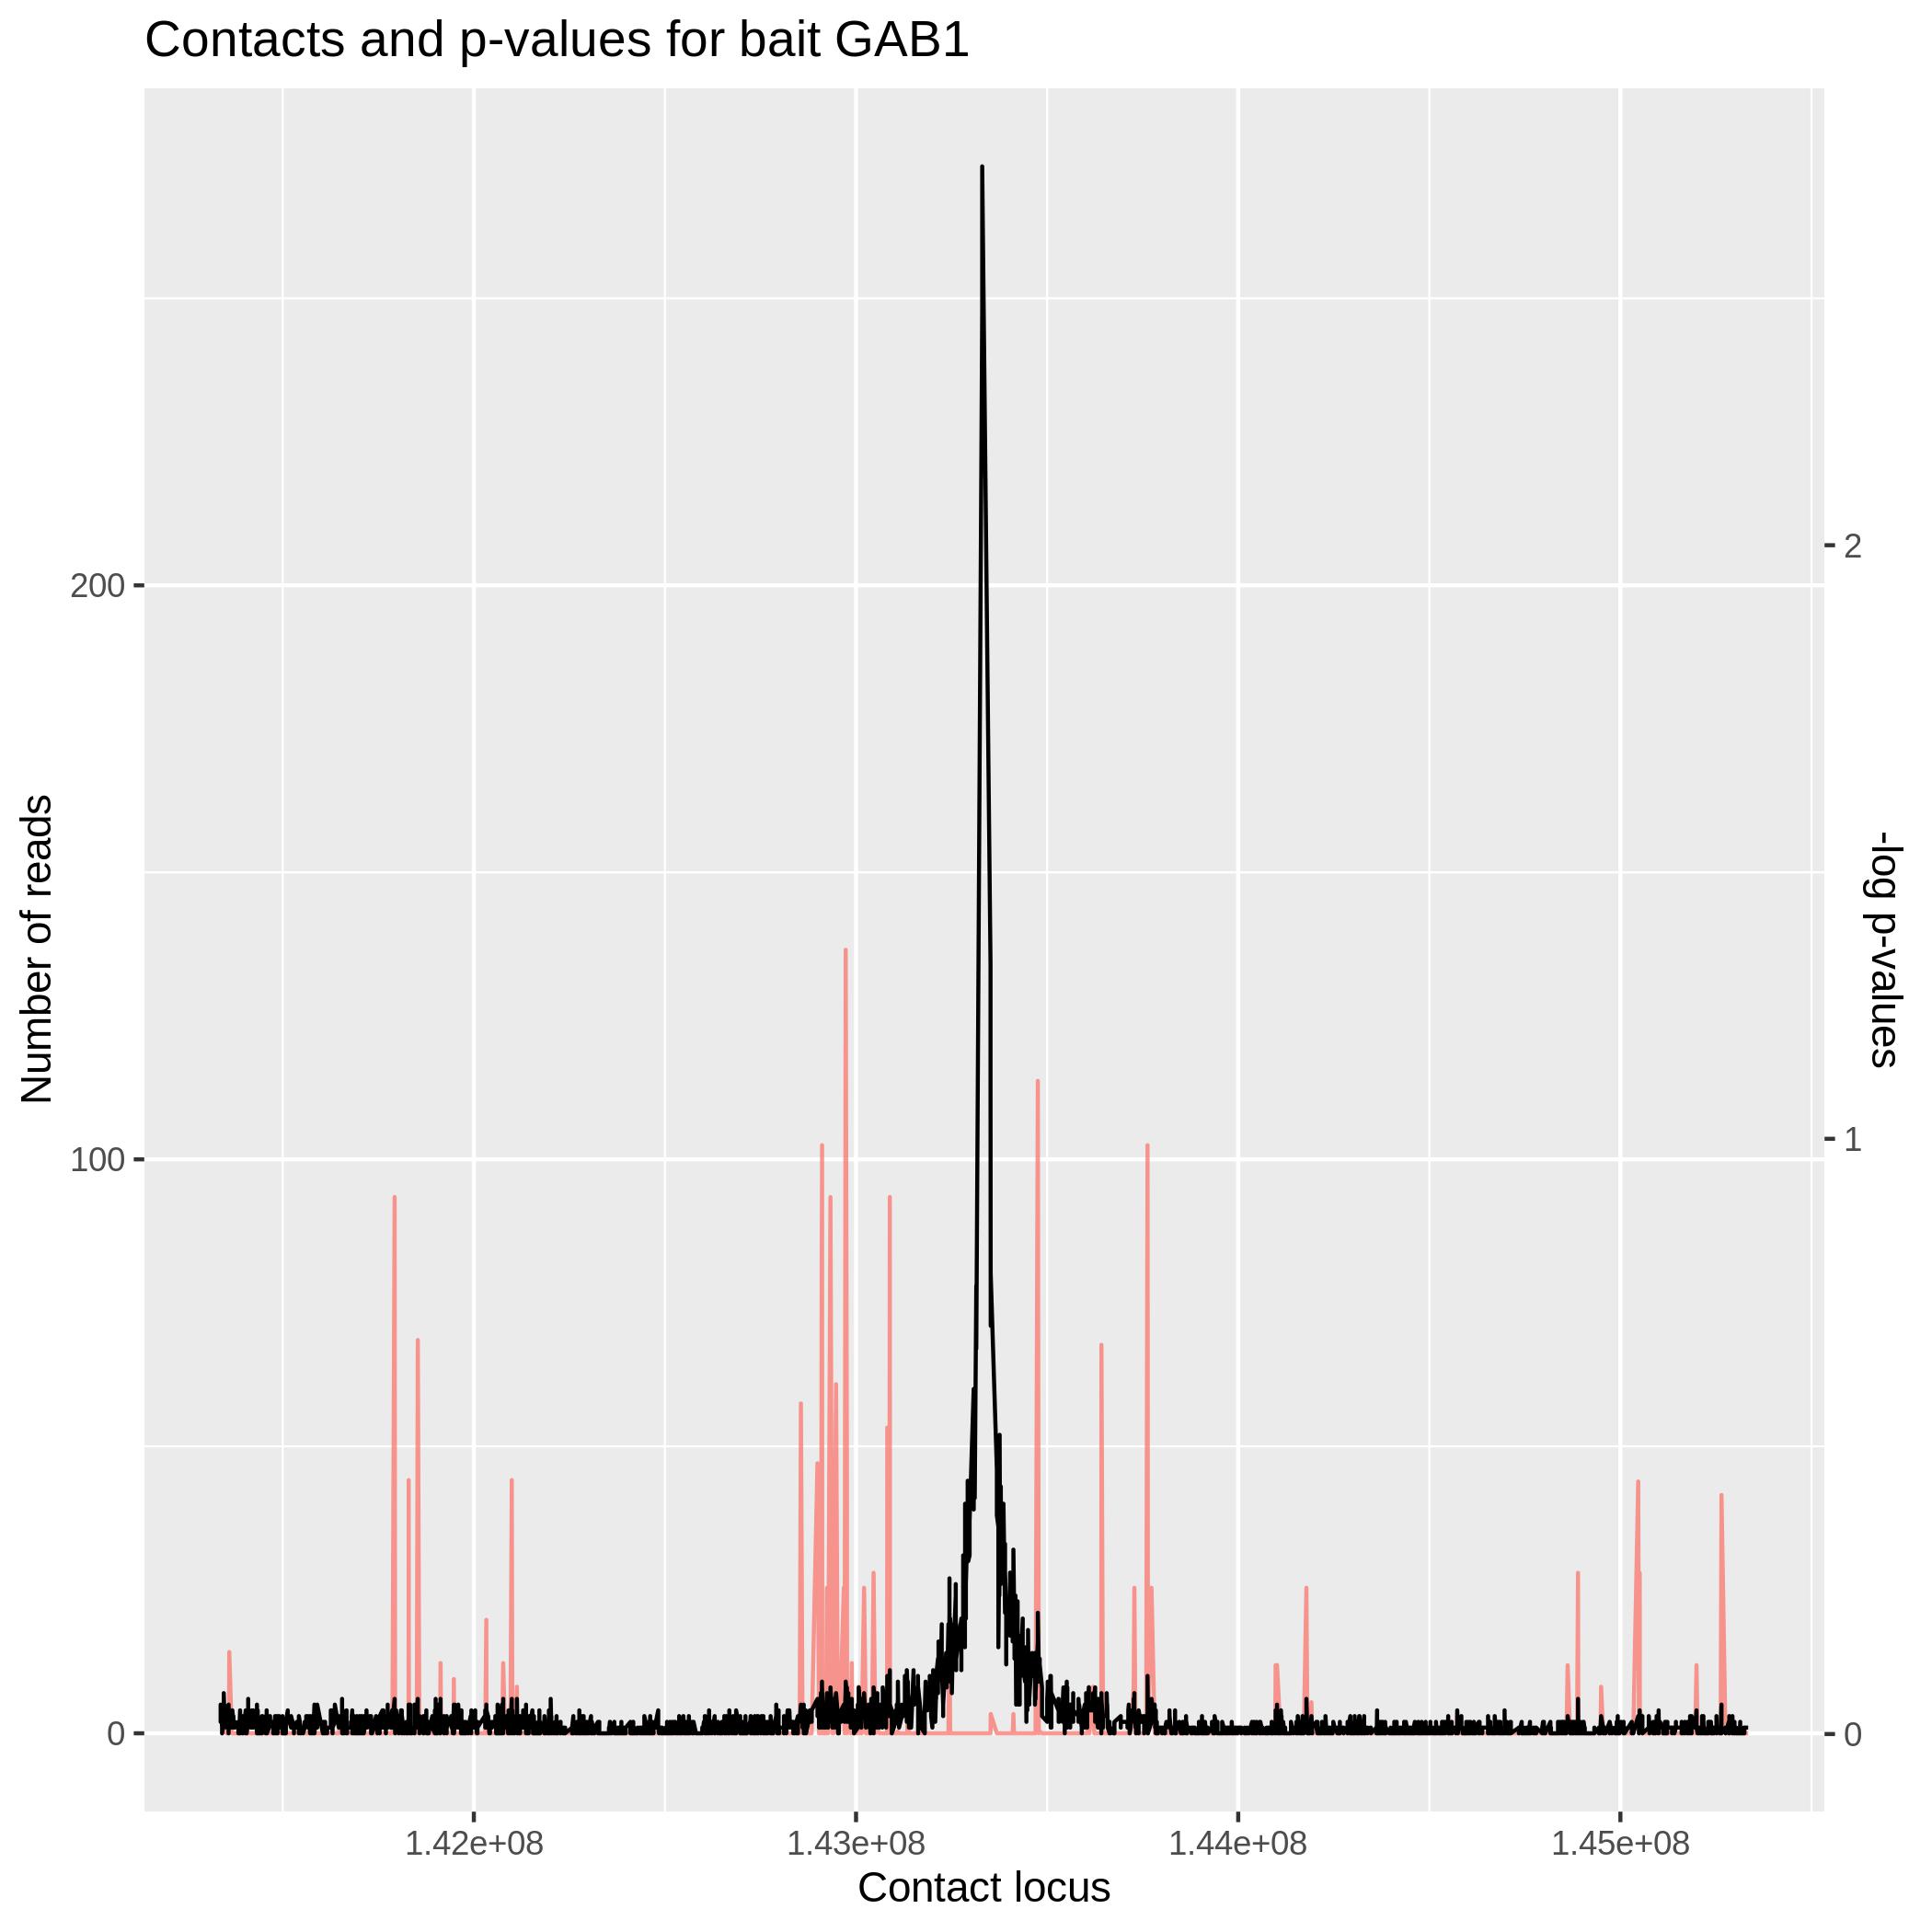 Contacts and p-values for bait GAB1
Number of reads
200
100
0
2
1
0
-log p-values
1.42e+08
1.43e+08
1.44e+08
1.45e+08
Contact locus